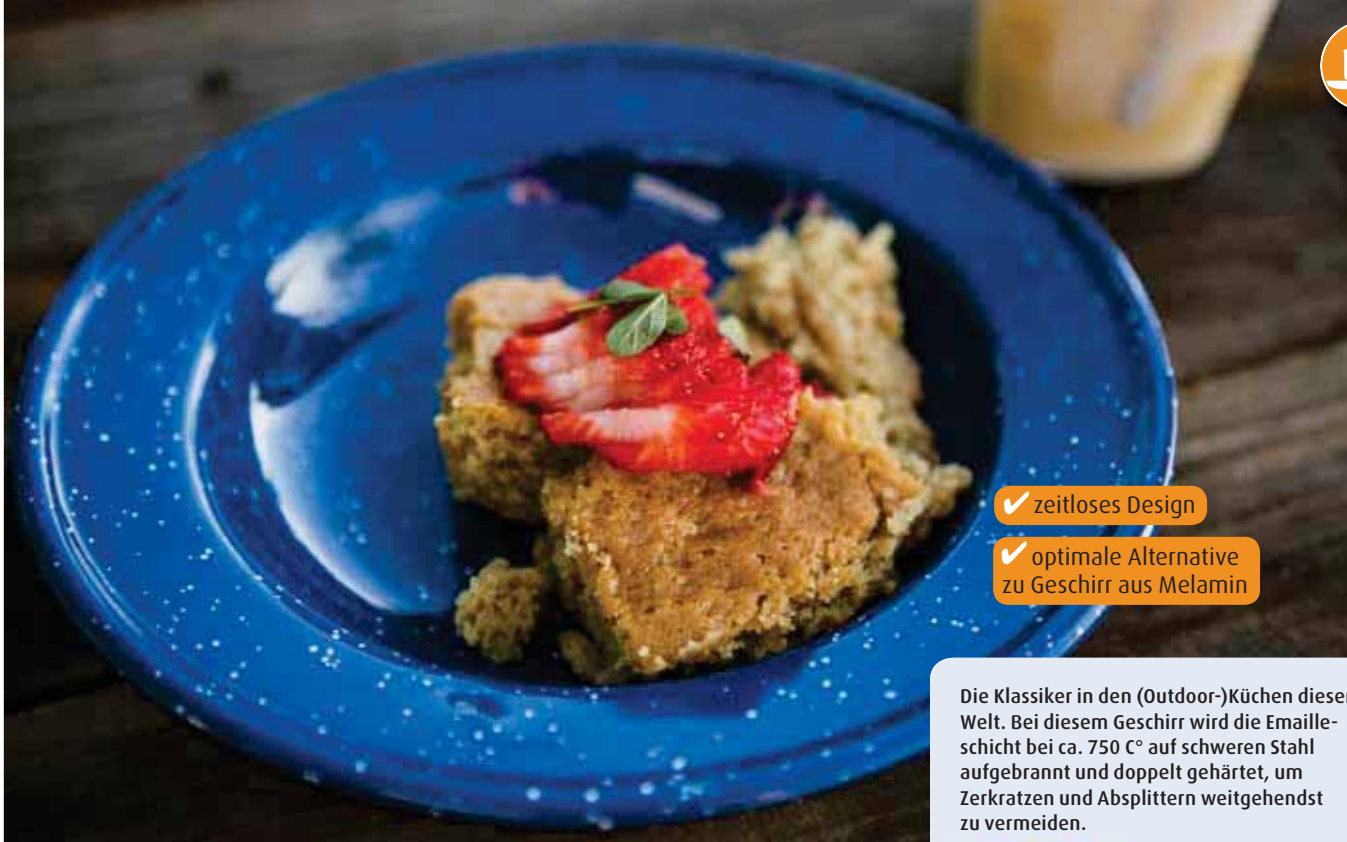 ✔ zeitloses Design
✔ optimale Alternative
zu Geschirr aus Melamin
Die Klassiker in den (Outdoor-)Küchen dieser
Welt. Bei diesem Geschirr wird die Emaille-
schicht bei ca. 750 C° auf schweren Stahl
aufgebrannt und doppelt gehärtet, um
Zerkratzen und Absplittern weitgehendst
zu vermeiden.